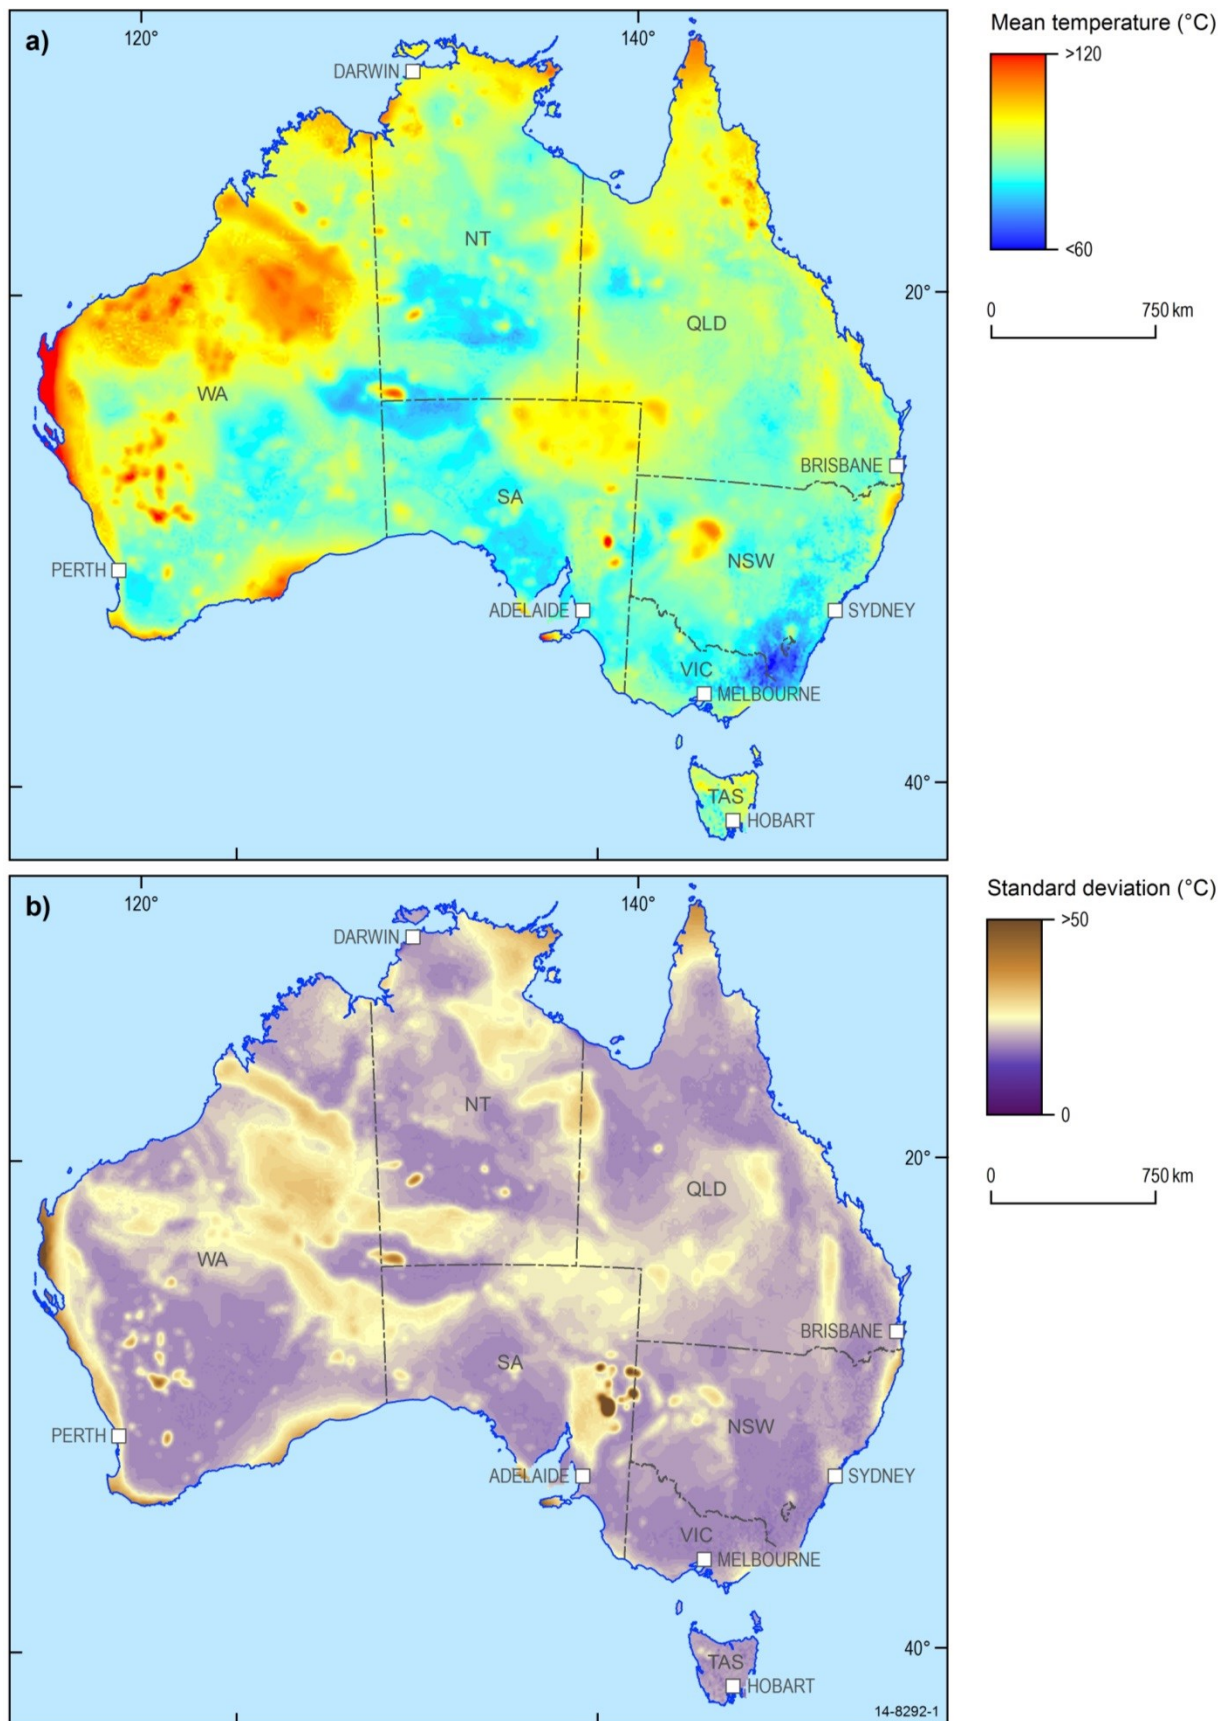 a)
120°
140°
Mean temperature (°C)
>120
<60
0
750 km
DARWIN
NT
20°
QLD
WA
BRISBANE
SA
NSW
PERTH
ADELAIDE
SYDNEY
VIC
MELBOURNE
40°
TAS
HOBART
b)
120°
140°
Standard deviation (°C)
>50
0
0
750 km
DARWIN
NT
20°
QLD
WA
BRISBANE
SA
NSW
PERTH
ADELAIDE
SYDNEY
VIC
MELBOURNE
40°
TAS
HOBART
14-8292-1